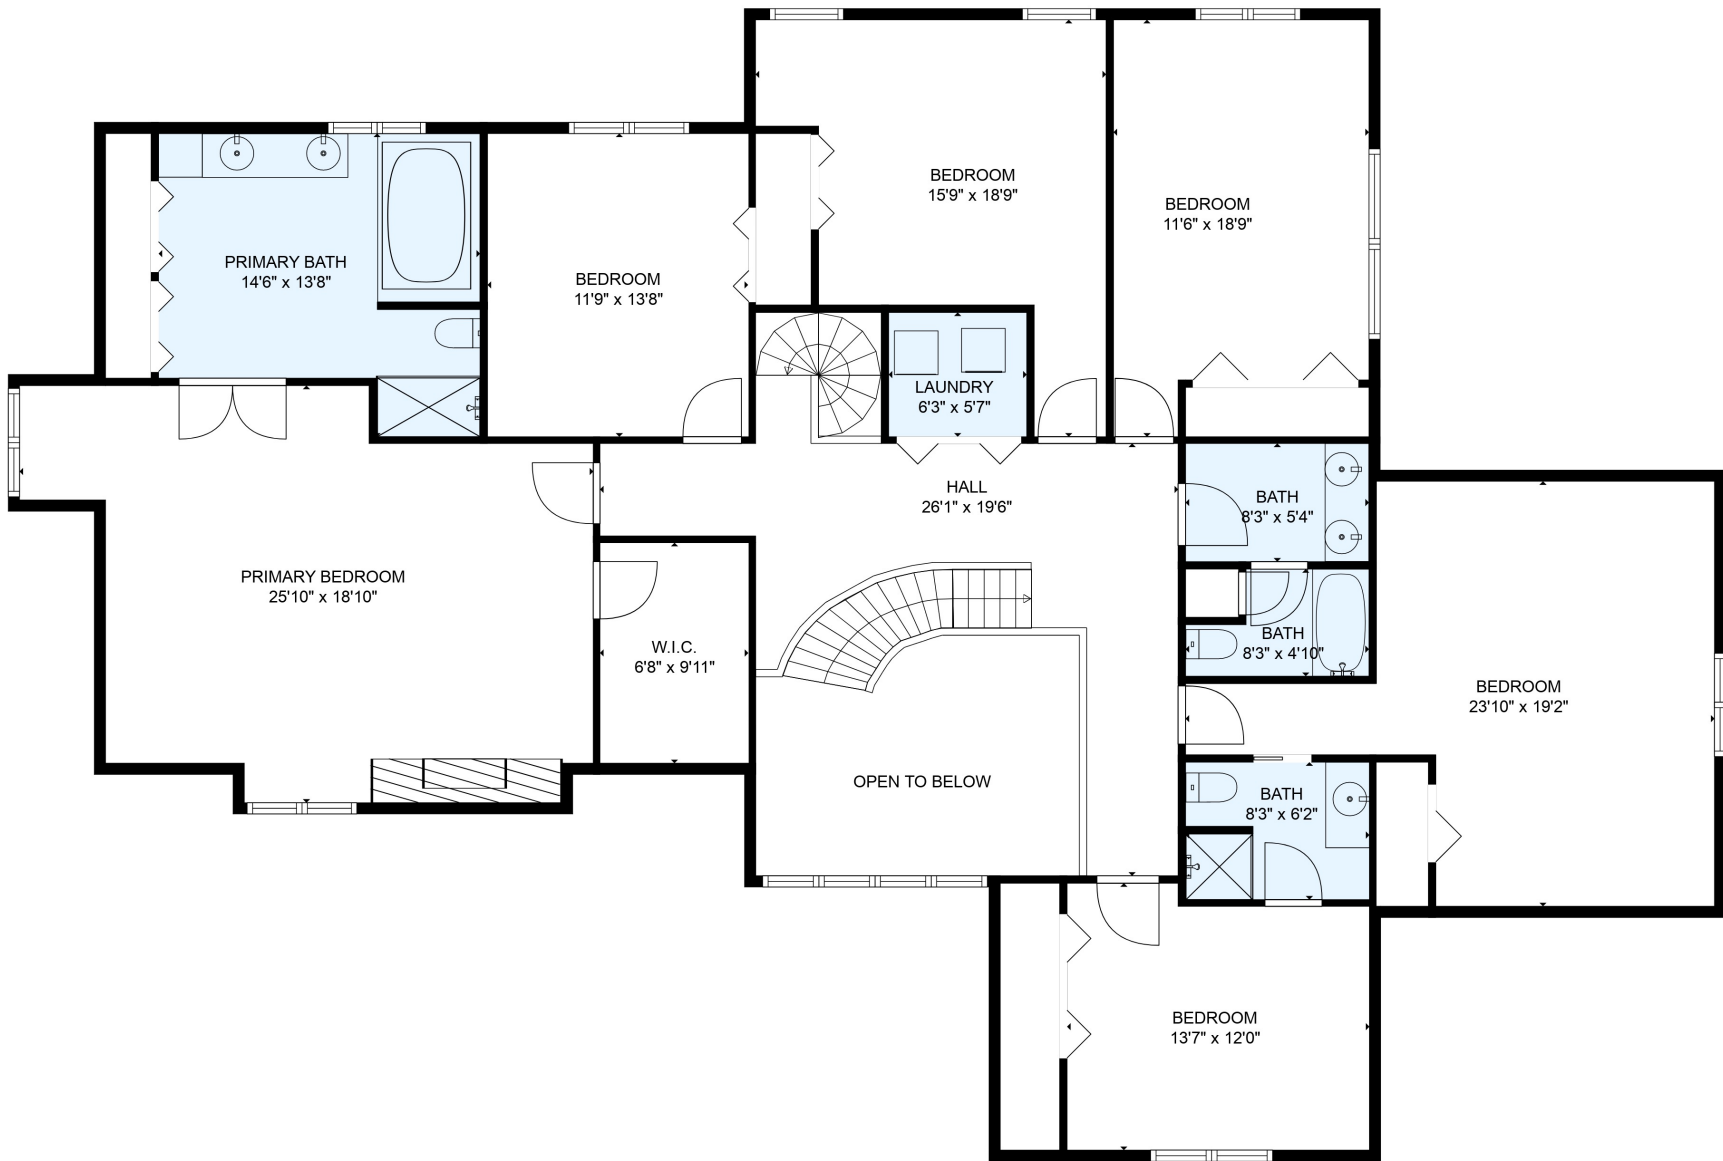 BEDROOM
15'9" x 18'9"
BEDROOM
11'6" x 18'9"
PRIMARY BATH
14'6" x 13'8"
BEDROOM
11'9" x 13'8"
LAUNDRY
6'3" x 5'7"
HALL
26'1" x 19'6"
BATH
8'3" x 5'4"
PRIMARY BEDROOM
25'10" x 18'10"
W.I.C.
6'8" x 9'11"
BATH
8'3" x 4'10"
BEDROOM
23'10" x 19'2"
OPEN TO BELOW
BATH
8'3" x 6'2"
BEDROOM
13'7" x 12'0"